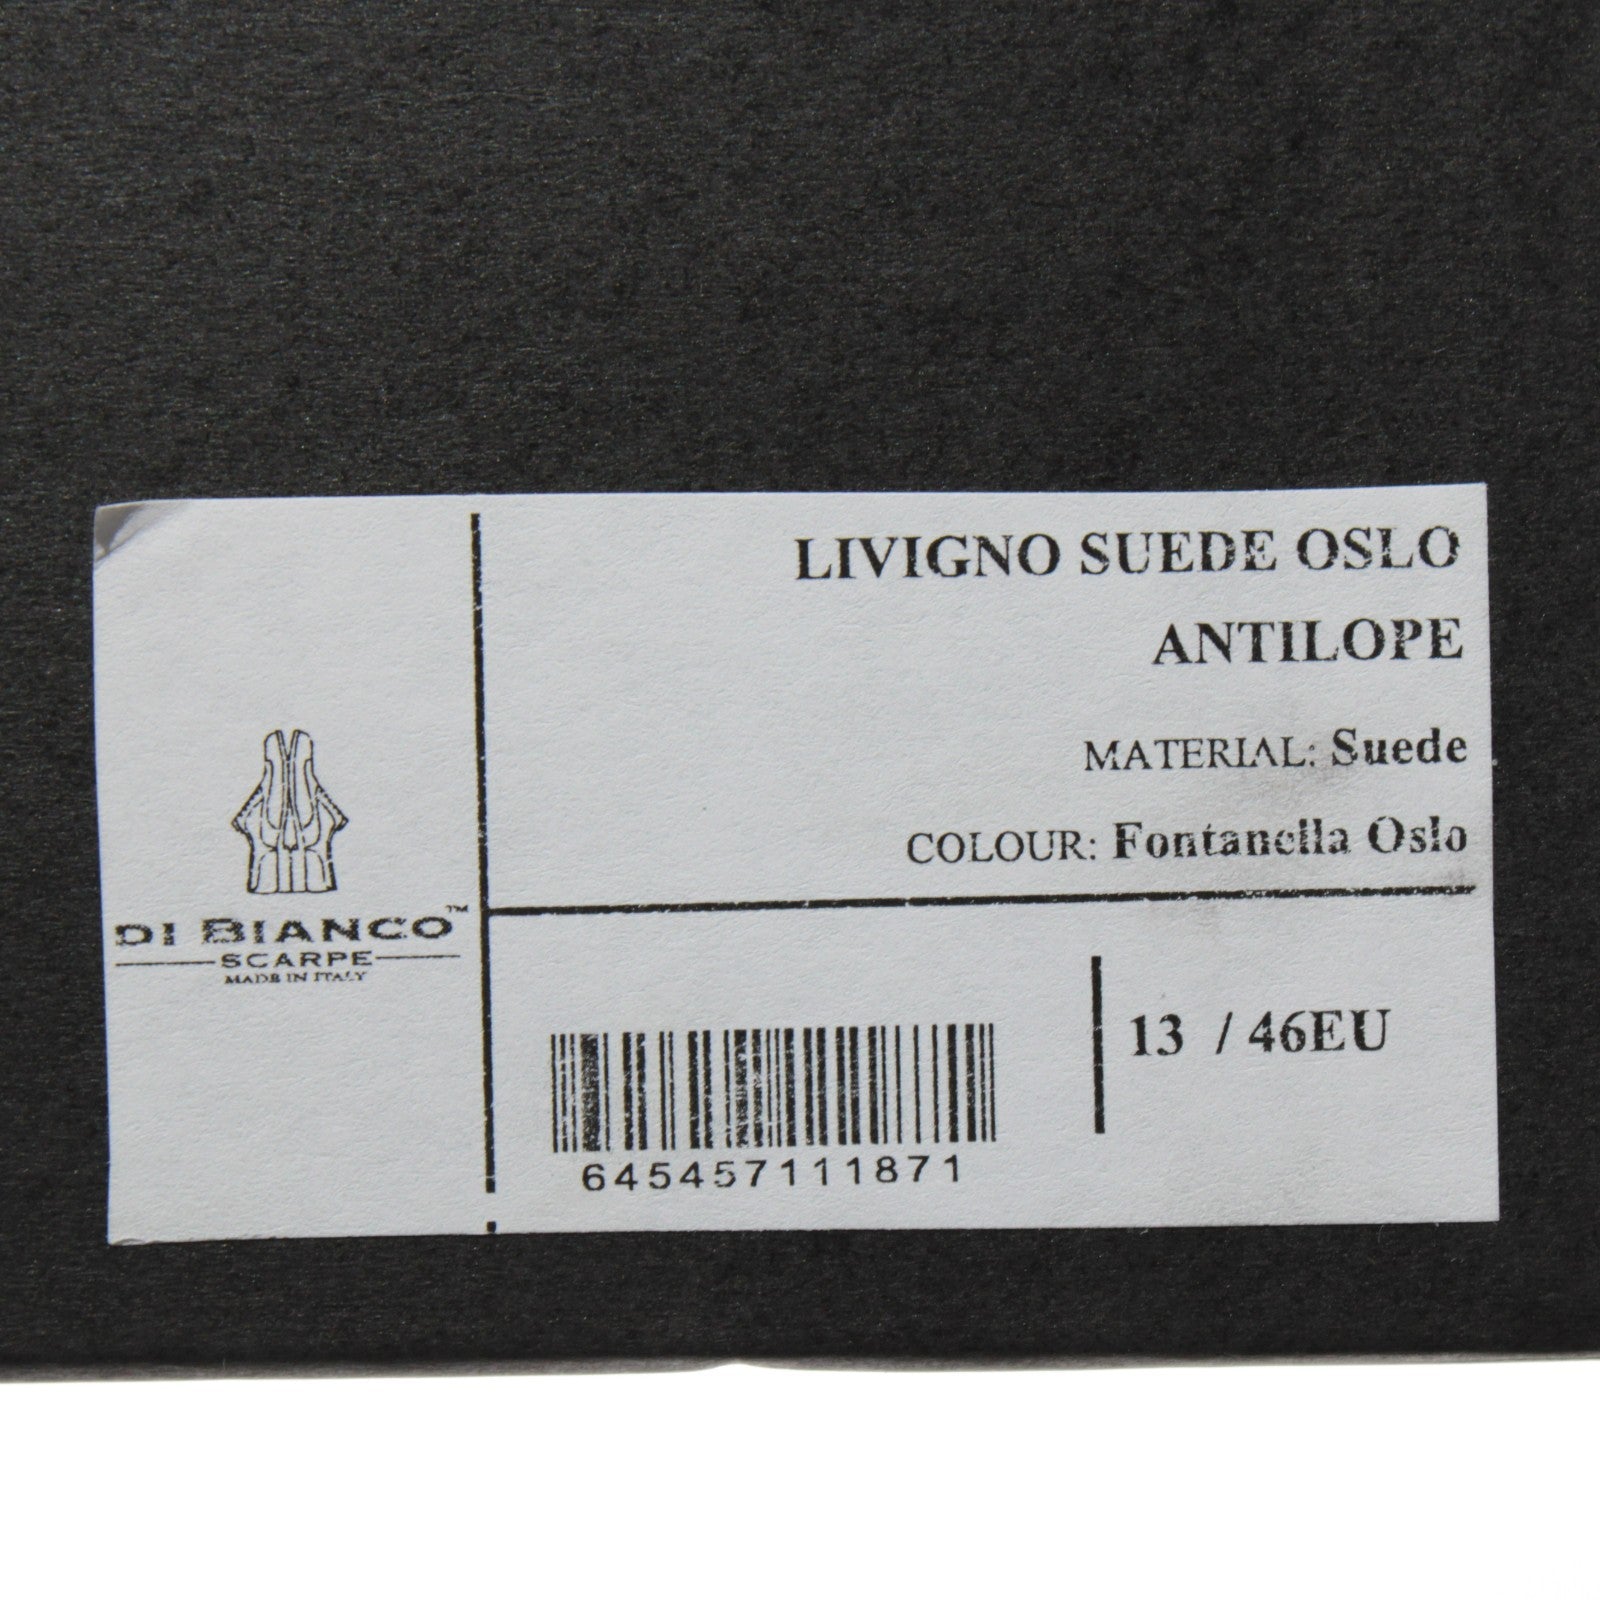 LIVIGNO SUEDE OSLO
ANTILOPE
MATERIAL: Suede
COLOUR: Fontanella Oslo
DI BIANCO™
SCARPE
MADE IN ITALY
645457111871
13 / 46EU